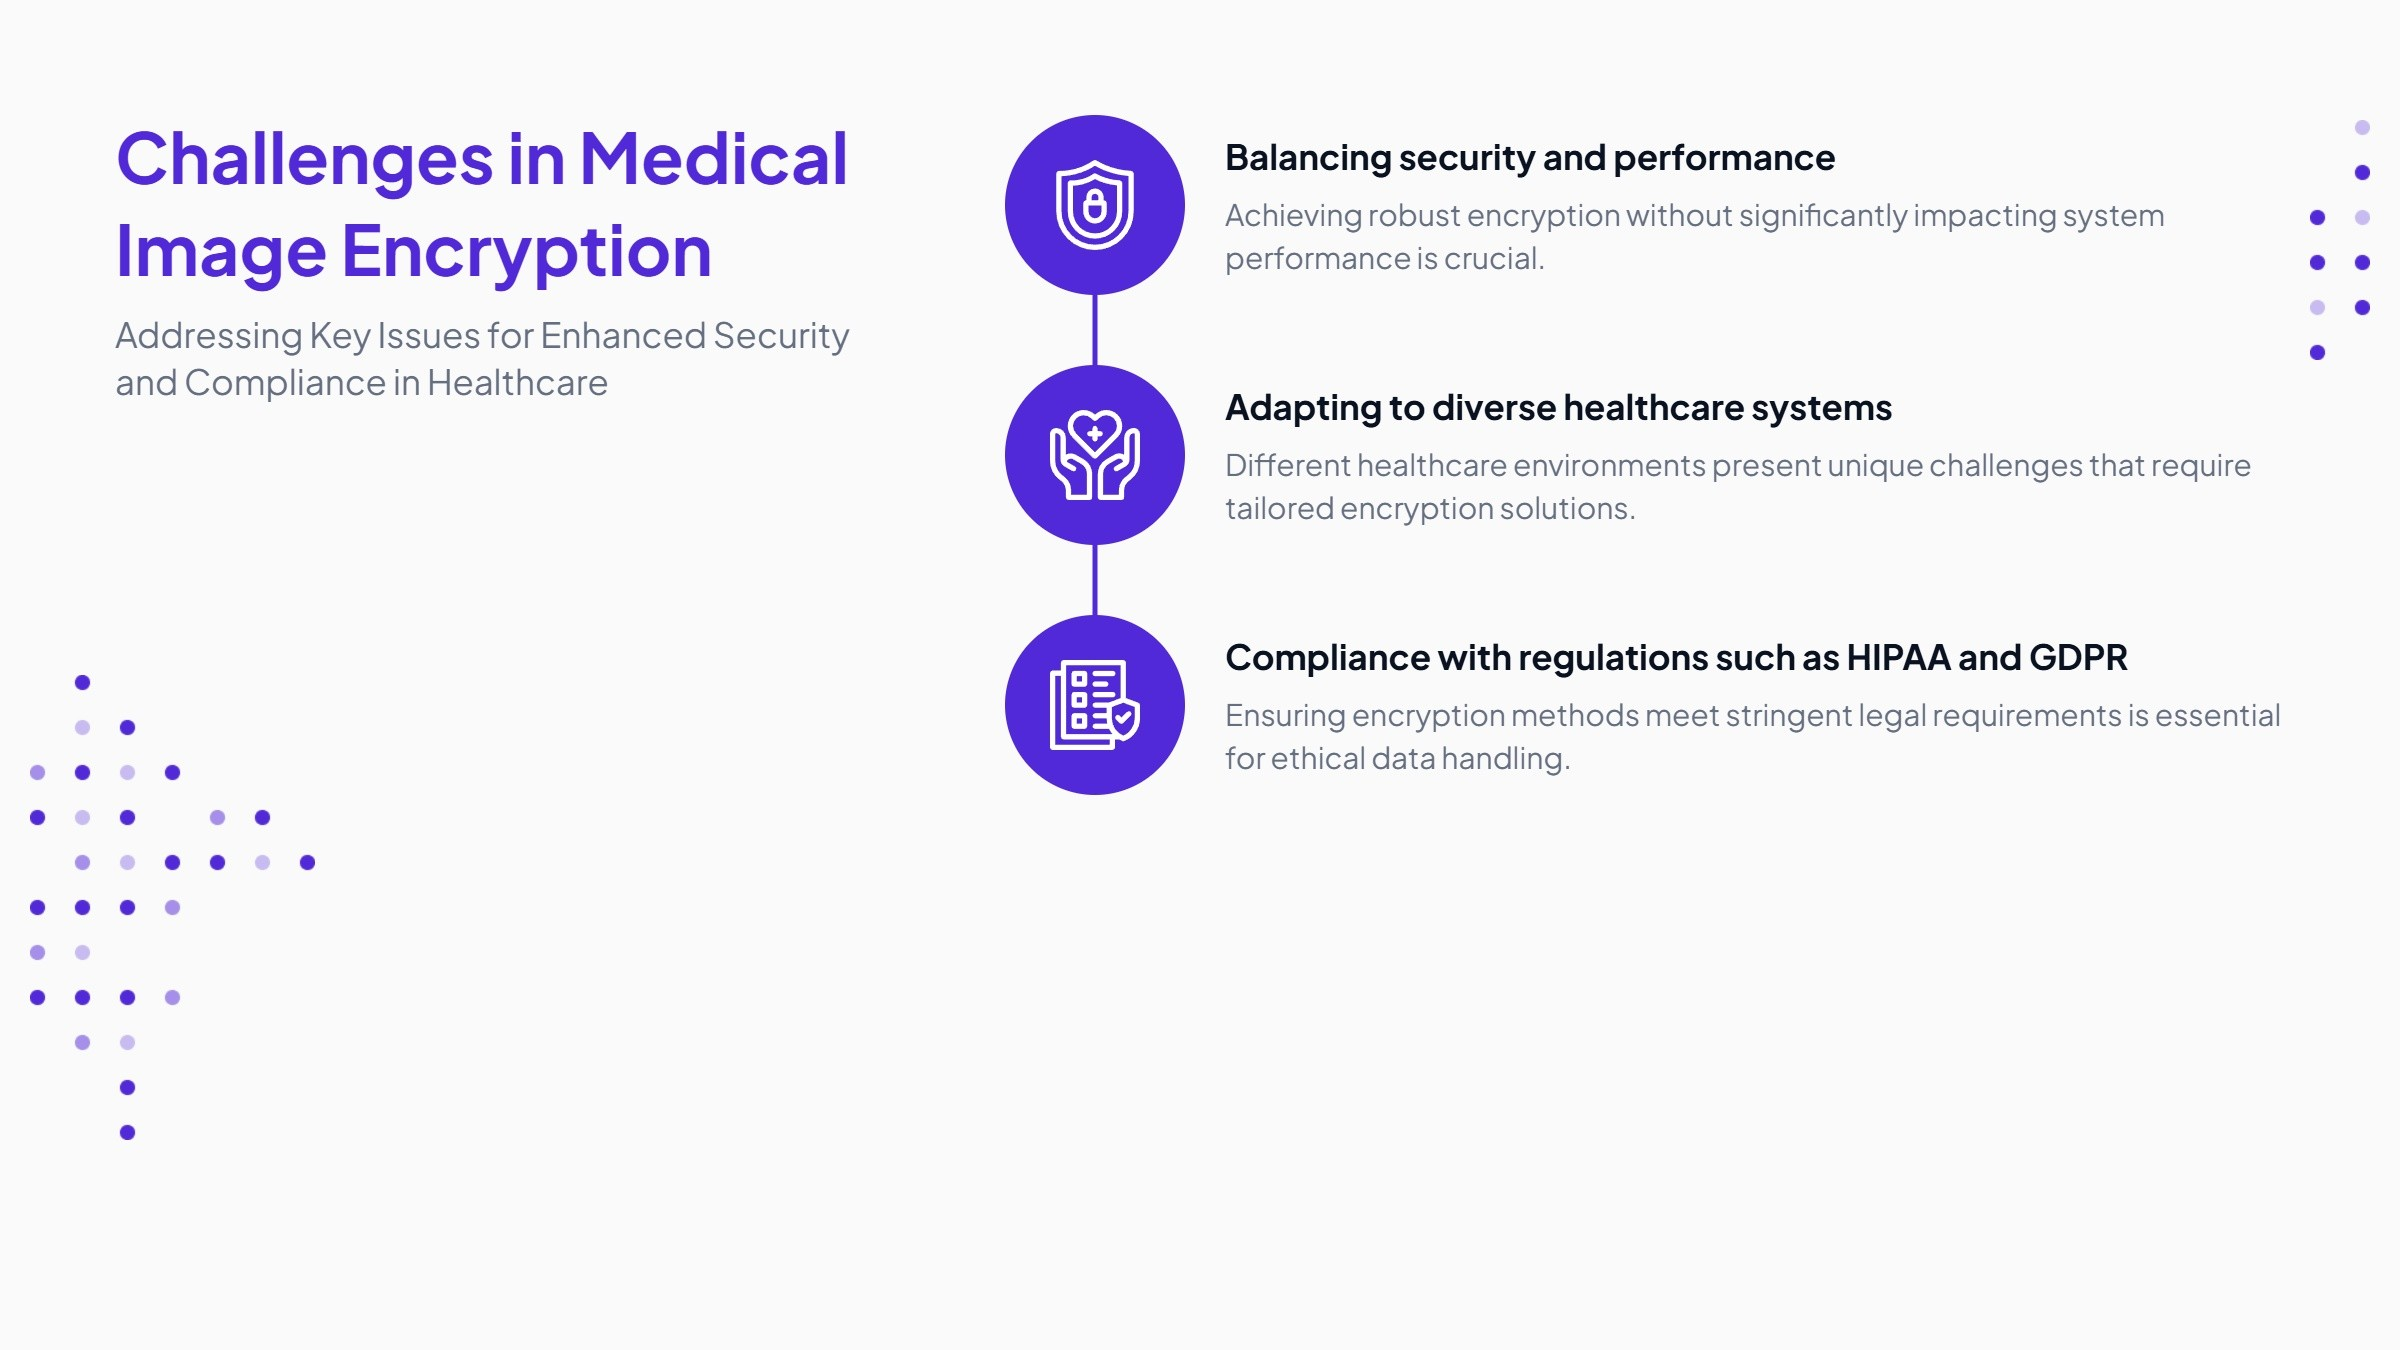 Challenges in Medical
Image Encryption
Addressing Key Issues for Enhanced Security
and Compliance in Healthcare
Balancing security and performance
Achieving robust encryption without significantly impacting system
performance is crucial.
Adapting to diverse healthcare systems
Different healthcare environments present unique challenges that require
tailored encryption solutions.
Compliance with regulations such as HIPAA and GDPR
Ensuring encryption methods meet stringent legal requirements is essential
for ethical data handling.